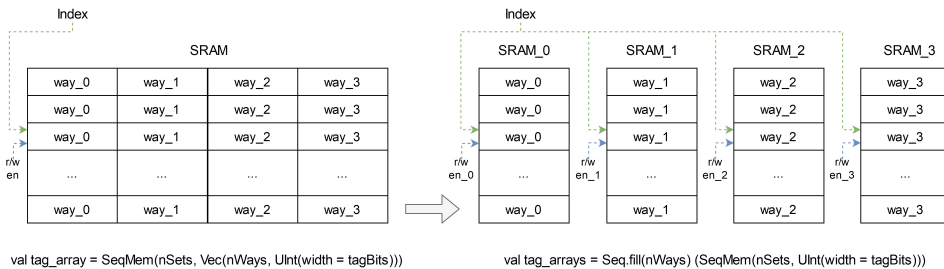 Index
Index
SRAM
SRAM_0 SRAM_1 SRAM_2 SRAM_3
way_0 way_1 way_2 way_3 way_0 way_1 way_2 way_3
way_0 way_1 way_2 way_3 way_0 way_1 way_2 way_3
way_0 way_1 way_2 way_3 way_0 way_1 way_2 way_3
r/w
en
r/w
en_0
r/w
en_1
r/w
en_2
r/w
en_3
... ... ... ... ... ... ... ...
way_0 way_1 way_2 way_3 way_0 way_1 way_2 way_3
val tag_array = SeqMem(nSets, Vec(nWays, UInt(width = tagBits)))
val tag_arrays = Seq.fill(nWays) (SeqMem(nSets, UInt(width = tagBits)))